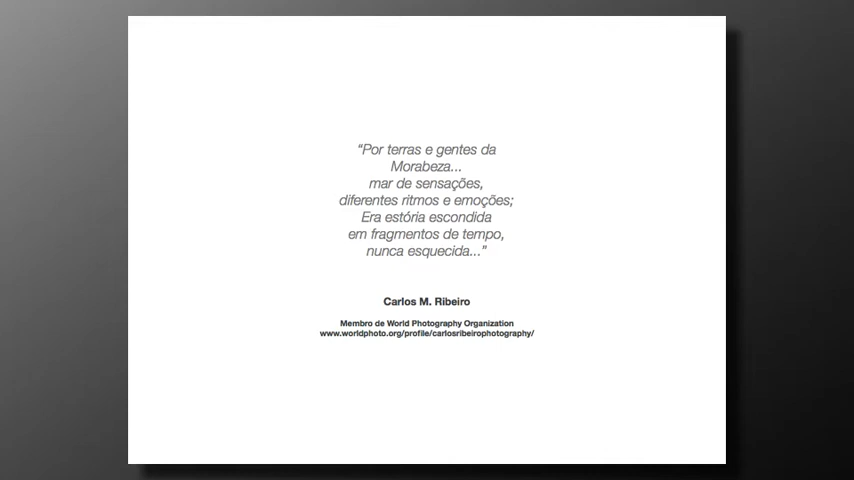 “Por terras e gentes da
Morabeza...
mar de sensações,
diferentes ritmos e emoções;
Era estória escondida
em fragmentos de tempo,
nunca esquecida...”
Carlos M. Ribeiro
Membro de World Photography Organization
www.worldphoto.org/profile/carlosribeirophotography/